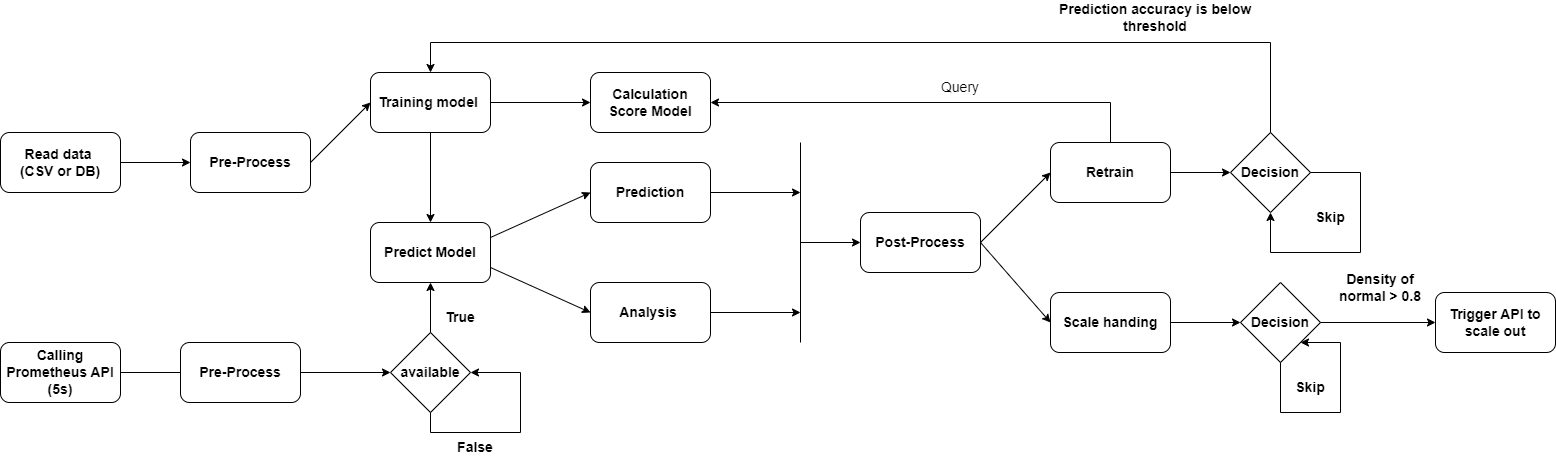 Prediction accuracy is below
threshold
Training model
Calculation
Score Model
Query
Read data
(CSV or DB)
Pre-Process
Prediction
Retrain
Decision
Skip
Predict Model
Post-Process
Analysis
True
Scale handing
Decision
Density of
normal > 0.8
Trigger API to
scale out
Calling
Prometheus API
(5s)
Pre-Process
available
Skip
False